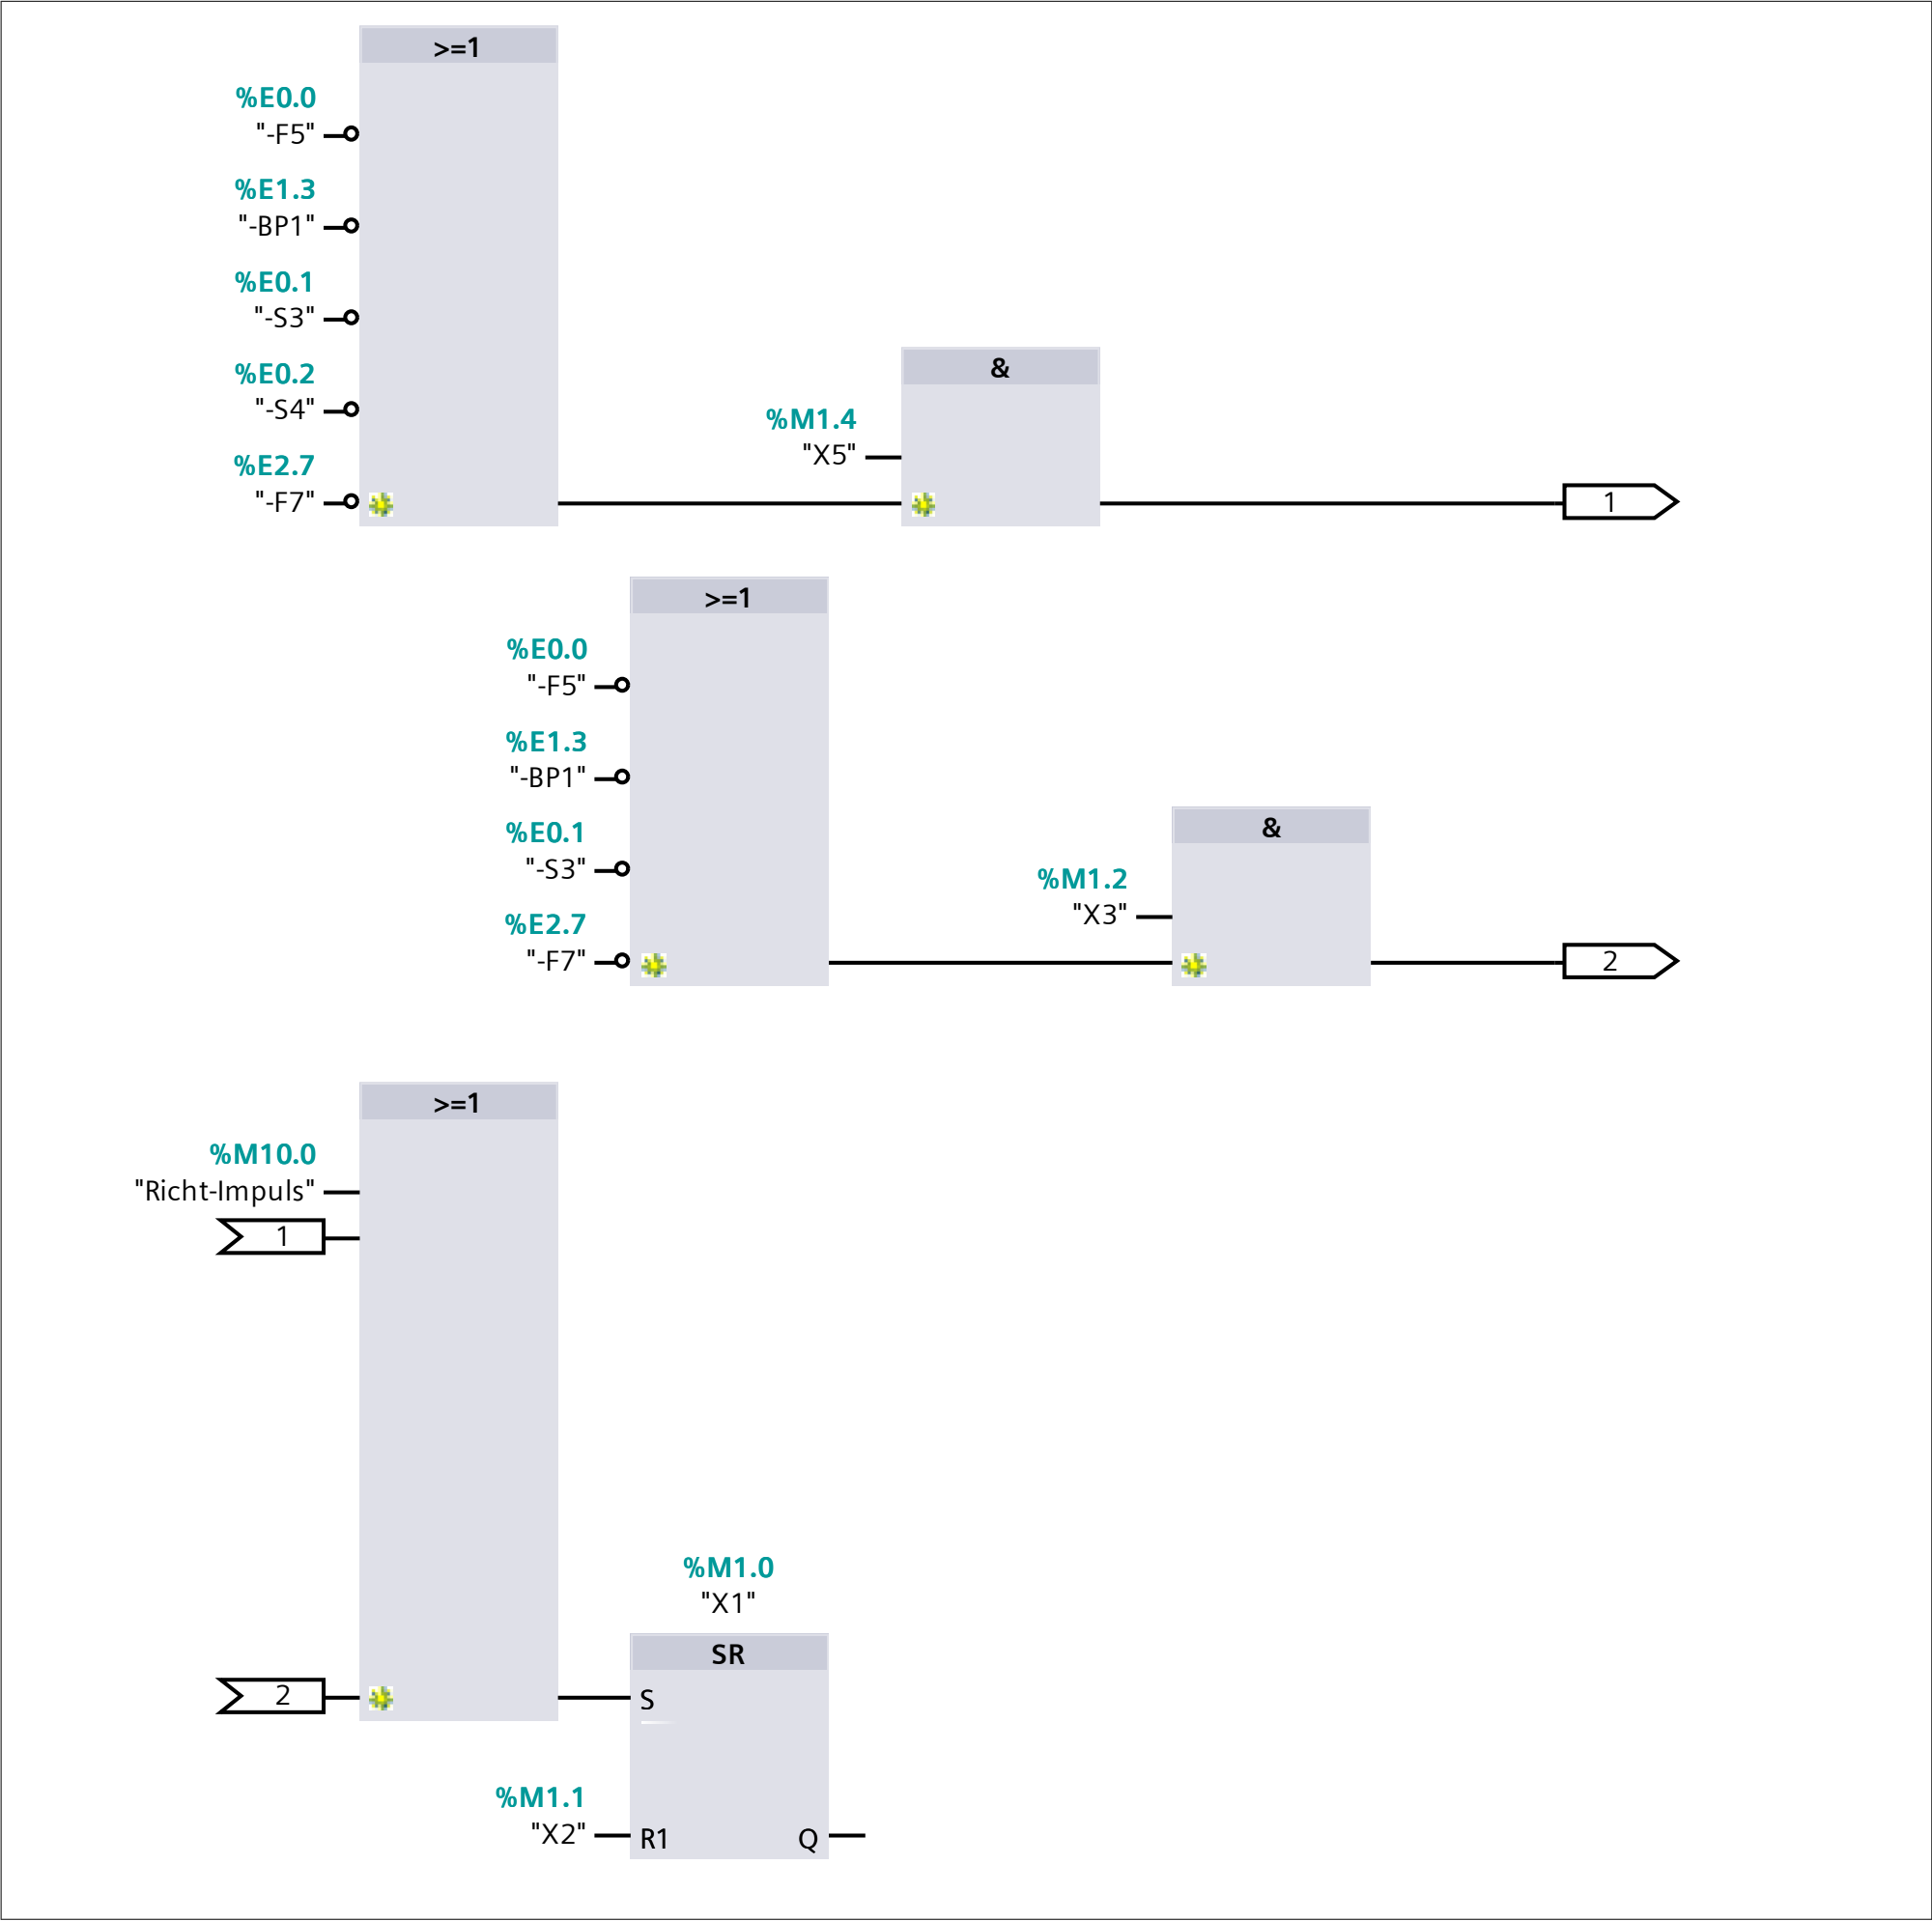 >=1
%E0.0
"-F5"
%E1.3
"-BP1"
%E0.1
"-S3"
%E0.2
"-S4"
%E2.7
"-F7"
&
%M1.4
"X5"
1
>=1
%E0.0
"-F5"
%E1.3
"-BP1"
%E0.1
"-S3"
%E2.7
"-F7"
&
%M1.2
"X3"
2
>=1
%M10.0
"Richt-Impuls"
1
2
%M1.0
"X1"
SR
S
%M1.1
"X2"
R1
Q